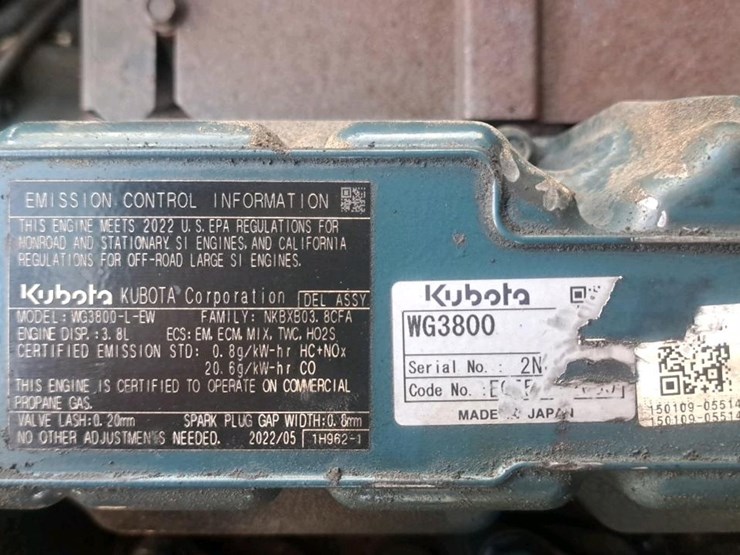 EMISSION CONTROL INFORMATION
THIS ENGINE MEETS 2022 U.S. EPA REGULATIONS FOR
NONROAD AND STATIONARY SI ENGINES, AND CALIFORNIA
REGULATIONS FOR OFF-ROAD LARGE SI ENGINES.
Kubota KUBOTA Corporation DEL ASSY
MODEL: WG3800-L-EW FAMILY: NKBXB03.8CFA
ENGINE DISP.:3.8L ECS: EM, ECM, MIX, TWC, HO2S
CERTIFIED EMISSION STD: 0.8g/kW-hr HC+NOx
20.6g/kW-hr CO
THIS ENGINE IS CERTIFIED TO OPERATE ON COMMERCIAL
PROPANE GAS.
VALVE LASH:0.20mm SPARK PLUG GAP WIDTH:0.8mm
NO OTHER ADJUSTMENTS NEEDED. 2022/05 1H962-1
Kubota
WG3800
Serial No. : 2N
Code No. :
MADE JAPAN
150109-05514
150109-05514